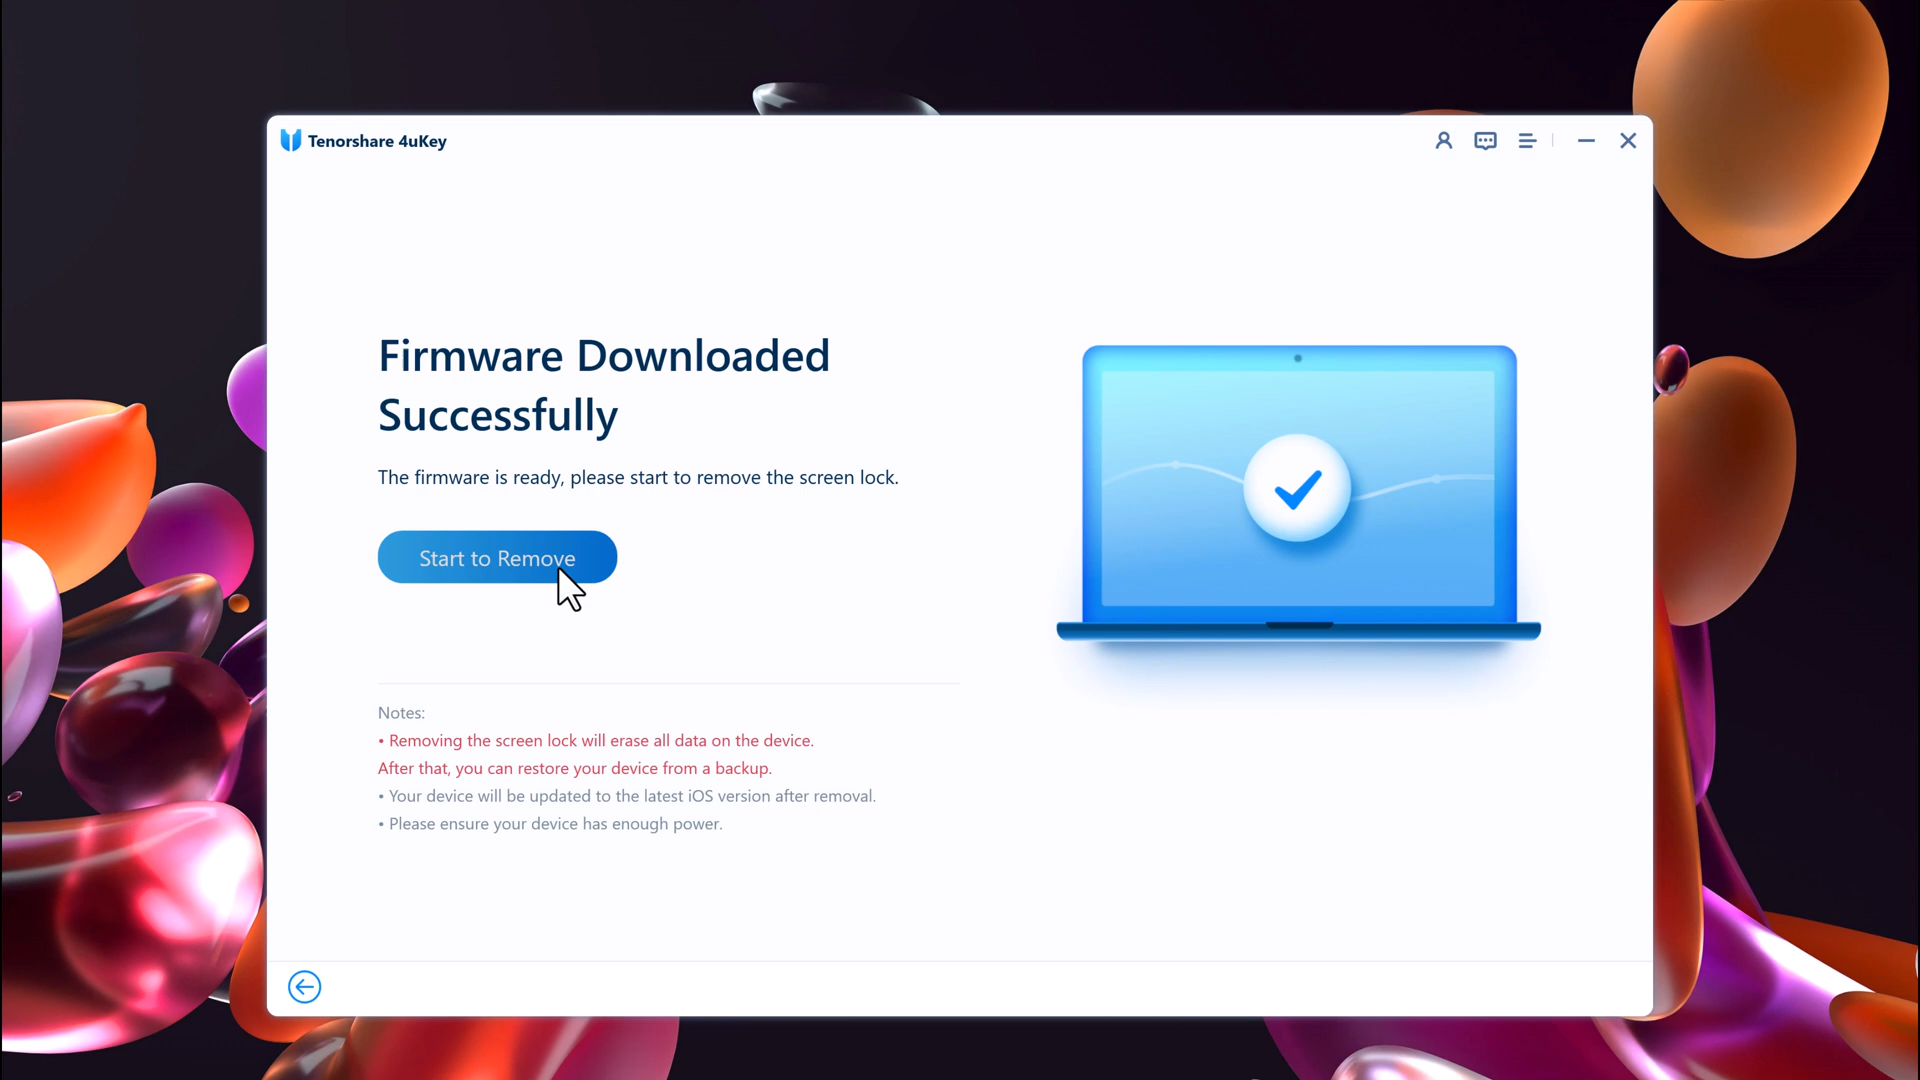 Tenorshare 4uKey
Firmware Downloaded
Successfully
The firmware is ready, please start to remove the screen lock.
Start to Remove
Notes:
• Removing the screen lock will erase all data on the device.
After that, you can restore your device from a backup.
• Your device will be updated to the latest iOS version after removal.
• Please ensure your device has enough power.